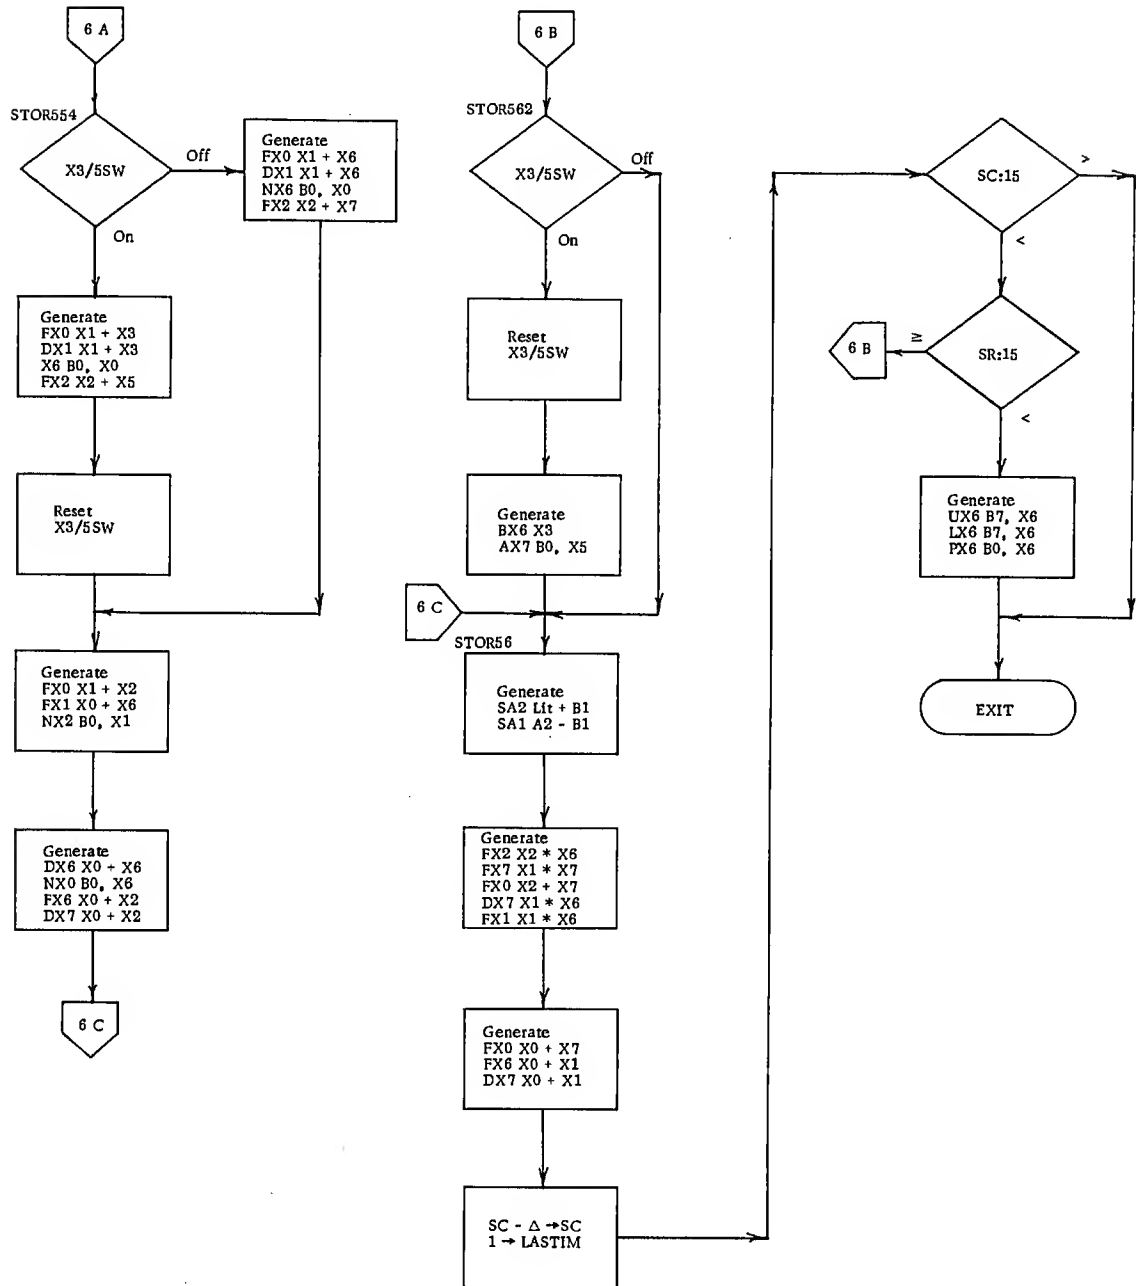 6 A
STOR554
X3/5SW
Off
On
Generate
FX0 X1 + X6
DX1 X1 + X6
NX6 B0, X0
FX2 X2 + X7
Generate
FX0 X1 + X3
DX1 X1 + X3
X6 B0, X0
FX2 X2 + X5
Reset
X3/5SW
Generate
FX0 X1 + X2
FX1 X0 + X6
NX2 B0, X1
Generate
DX6 X0 + X6
NX0 B0, X6
FX6 X0 + X2
DX7 X0 + X2
6 C
6 B
STOR562
X3/5SW
Off
On
Reset
X3/5SW
Generate
BX6 X3
AX7 B0, X5
6 C
STOR56
Generate
SA2 Lit + B1
SA1 A2 - B1
Generate
FX2 X2 * X6
FX7 X1 * X7
FX0 X2 + X7
DX7 X1 * X6
FX1 X1 * X6
Generate
FX0 X0 + X7
FX6 X0 + X1
DX7 X0 + X1
SC - Δ → SC
1 → LASTIM
SC:15
>
<
SR:15
≥
6 B
<
Generate
UX6 B7, X6
LX6 B7, X6
PX6 B0, X6
EXIT